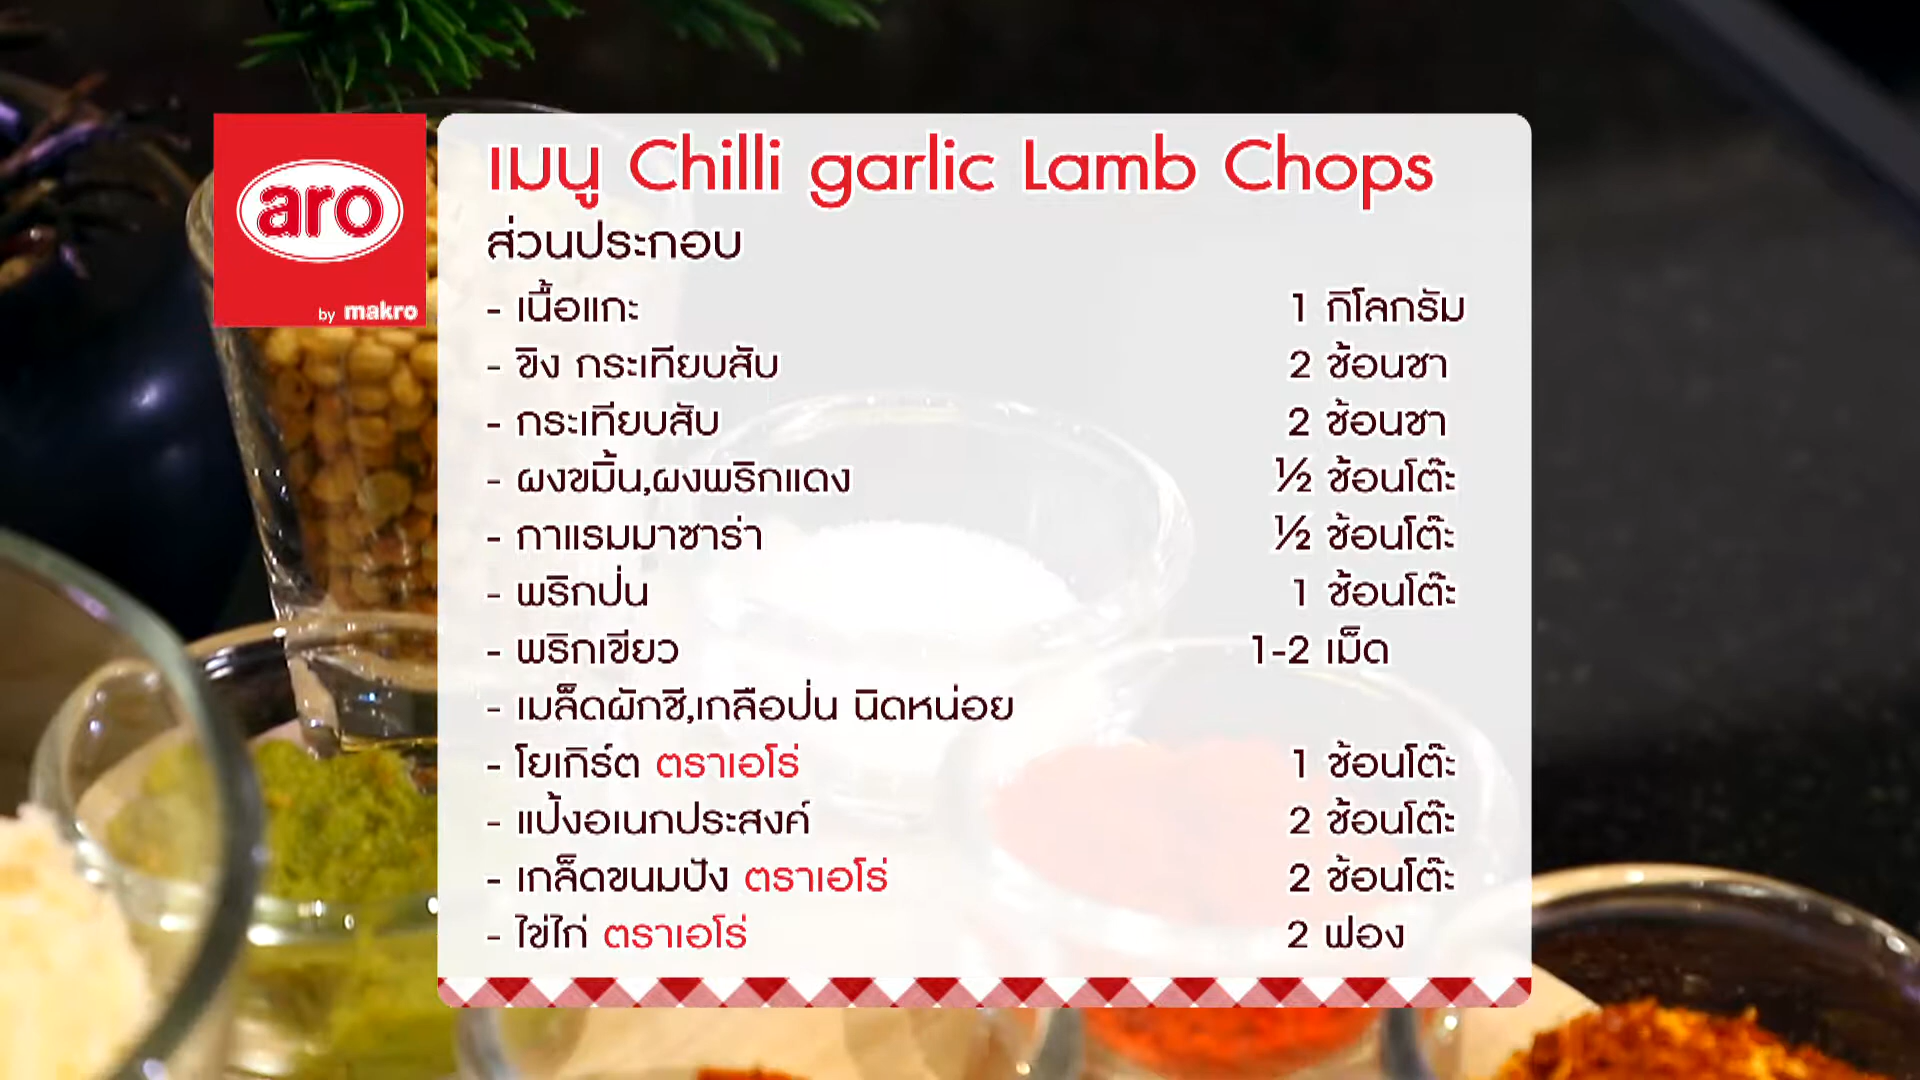 aro
by makro
เมนู Chilli garlic Lamb Chops
ส่วนประกอบ
- เนื้อแกะ 1 กิโลกรัม
- ขิง กระเทียบสับ 2 ช้อนชา
- กระเทียบสับ 2 ช้อนชา
- ผงขมิ้น,ผงพริกแดง ½ ช้อนโต๊ะ
- กาแรมมาซาร่า ½ ช้อนโต๊ะ
- พริกป่น 1 ช้อนโต๊ะ
- พริกเขียว 1-2 เม็ด
- เมล็ดผักชี,เกลือป่น นิดหน่อย
- โยเกิร์ต ตราเอโร่ 1 ช้อนโต๊ะ
- แป้งอเนกประสงค์ 2 ช้อนโต๊ะ
- เกล็ดขนมปัง ตราเอโร่ 2 ช้อนโต๊ะ
- ไข่ไก่ ตราเอโร่ 2 ฟอง